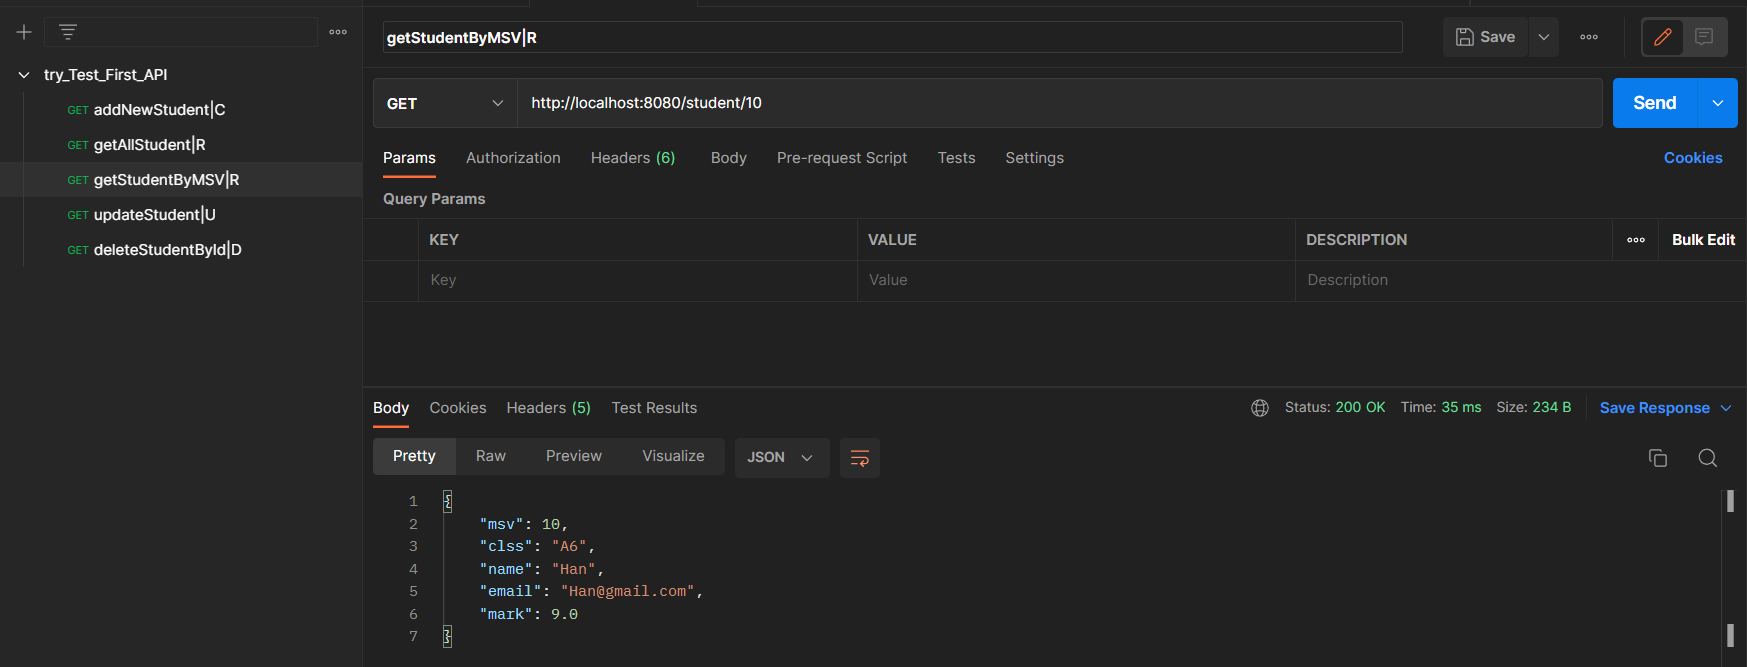 try_Test_First_API
GET addNewStudent|C
GET getAllStudent|R
GET getStudentByMSV|R
GET updateStudent|U
GET deleteStudentById|D
getStudentByMSV|R
Save
GET http://localhost:8080/student/10 Send
Params Authorization Headers (6) Body Pre-request Script Tests Settings Cookies
Query Params
KEY VALUE DESCRIPTION Bulk Edit
Key Value Description
Body Cookies Headers (5) Test Results Status: 200 OK Time: 35 ms Size: 234 B Save Response
Pretty Raw Preview Visualize JSON
1 {
2 "msv": 10,
3 "clss": "A6",
4 "name": "Han",
5 "email": "Han@gmail.com",
6 "mark": 9.0
7 }